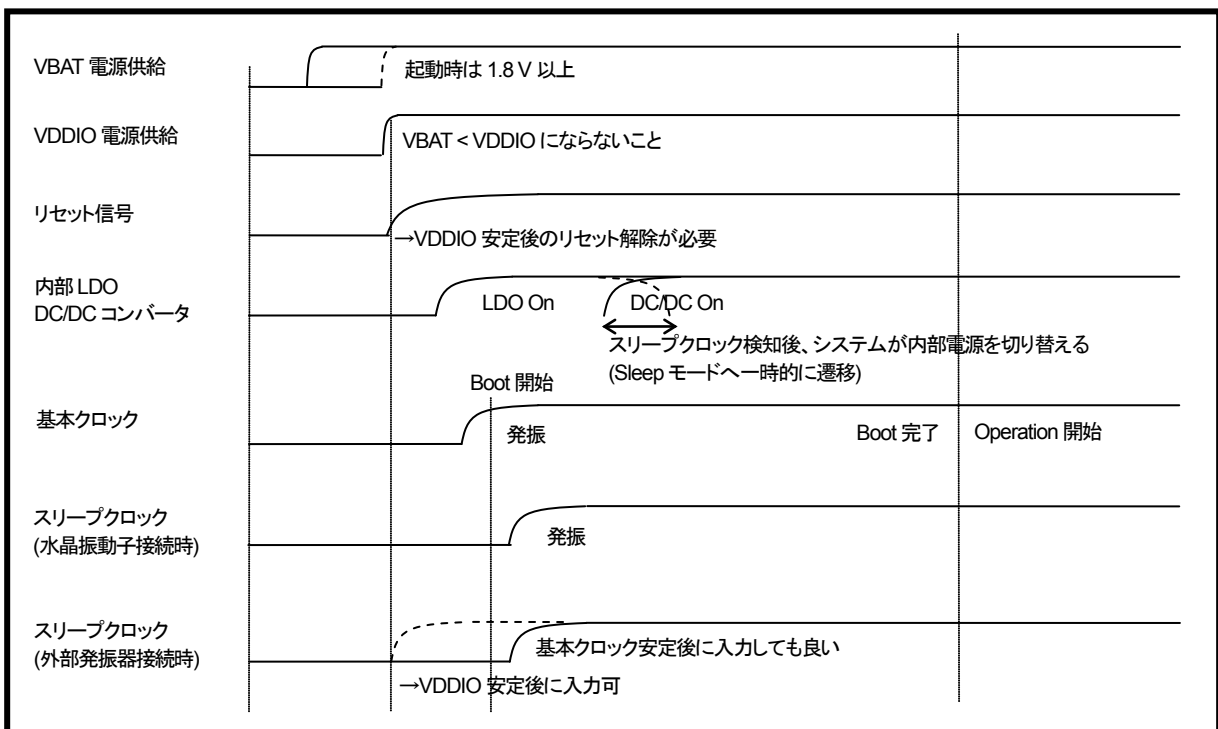 VBAT 電源供給
起動時は 1.8 V 以上
VDDIO 電源供給
VBAT < VDDIO にならないこと
リセット信号
→VDDIO 安定後のリセット解除が必要
内部 LDO
DC/DC コンバータ
LDO On
DC/DC On
スリープクロック検知後、システムが内部電源を切り替える
(Sleep モードへ一時的に遷移)
Boot 開始
基本クロック
発振
Boot 完了
Operation 開始
スリープクロック
(水晶振動子接続時)
発振
スリープクロック
(外部発振器接続時)
基本クロック安定後に入力しても良い
→VDDIO 安定後に入力可